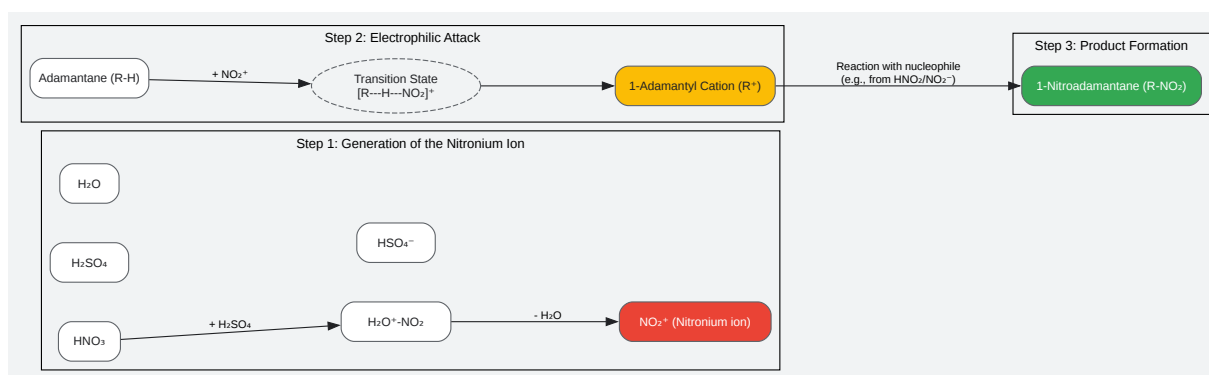 Step 2: Electrophilic Attack
Adamantane (R-H)
+ NO₂⁺
Transition State
[R---H---NO₂]⁺
1-Adamantyl Cation (R⁺)
Reaction with nucleophile
(e.g., from HNO₂/NO₂⁻)
Step 3: Product Formation
1-Nitroadamantane (R-NO₂)
Step 1: Generation of the Nitronium Ion
H₂O
H₂SO₄
HSO₄⁻
HNO₃
+ H₂SO₄
H₂O⁺-NO₂
- H₂O
NO₂⁺ (Nitronium ion)